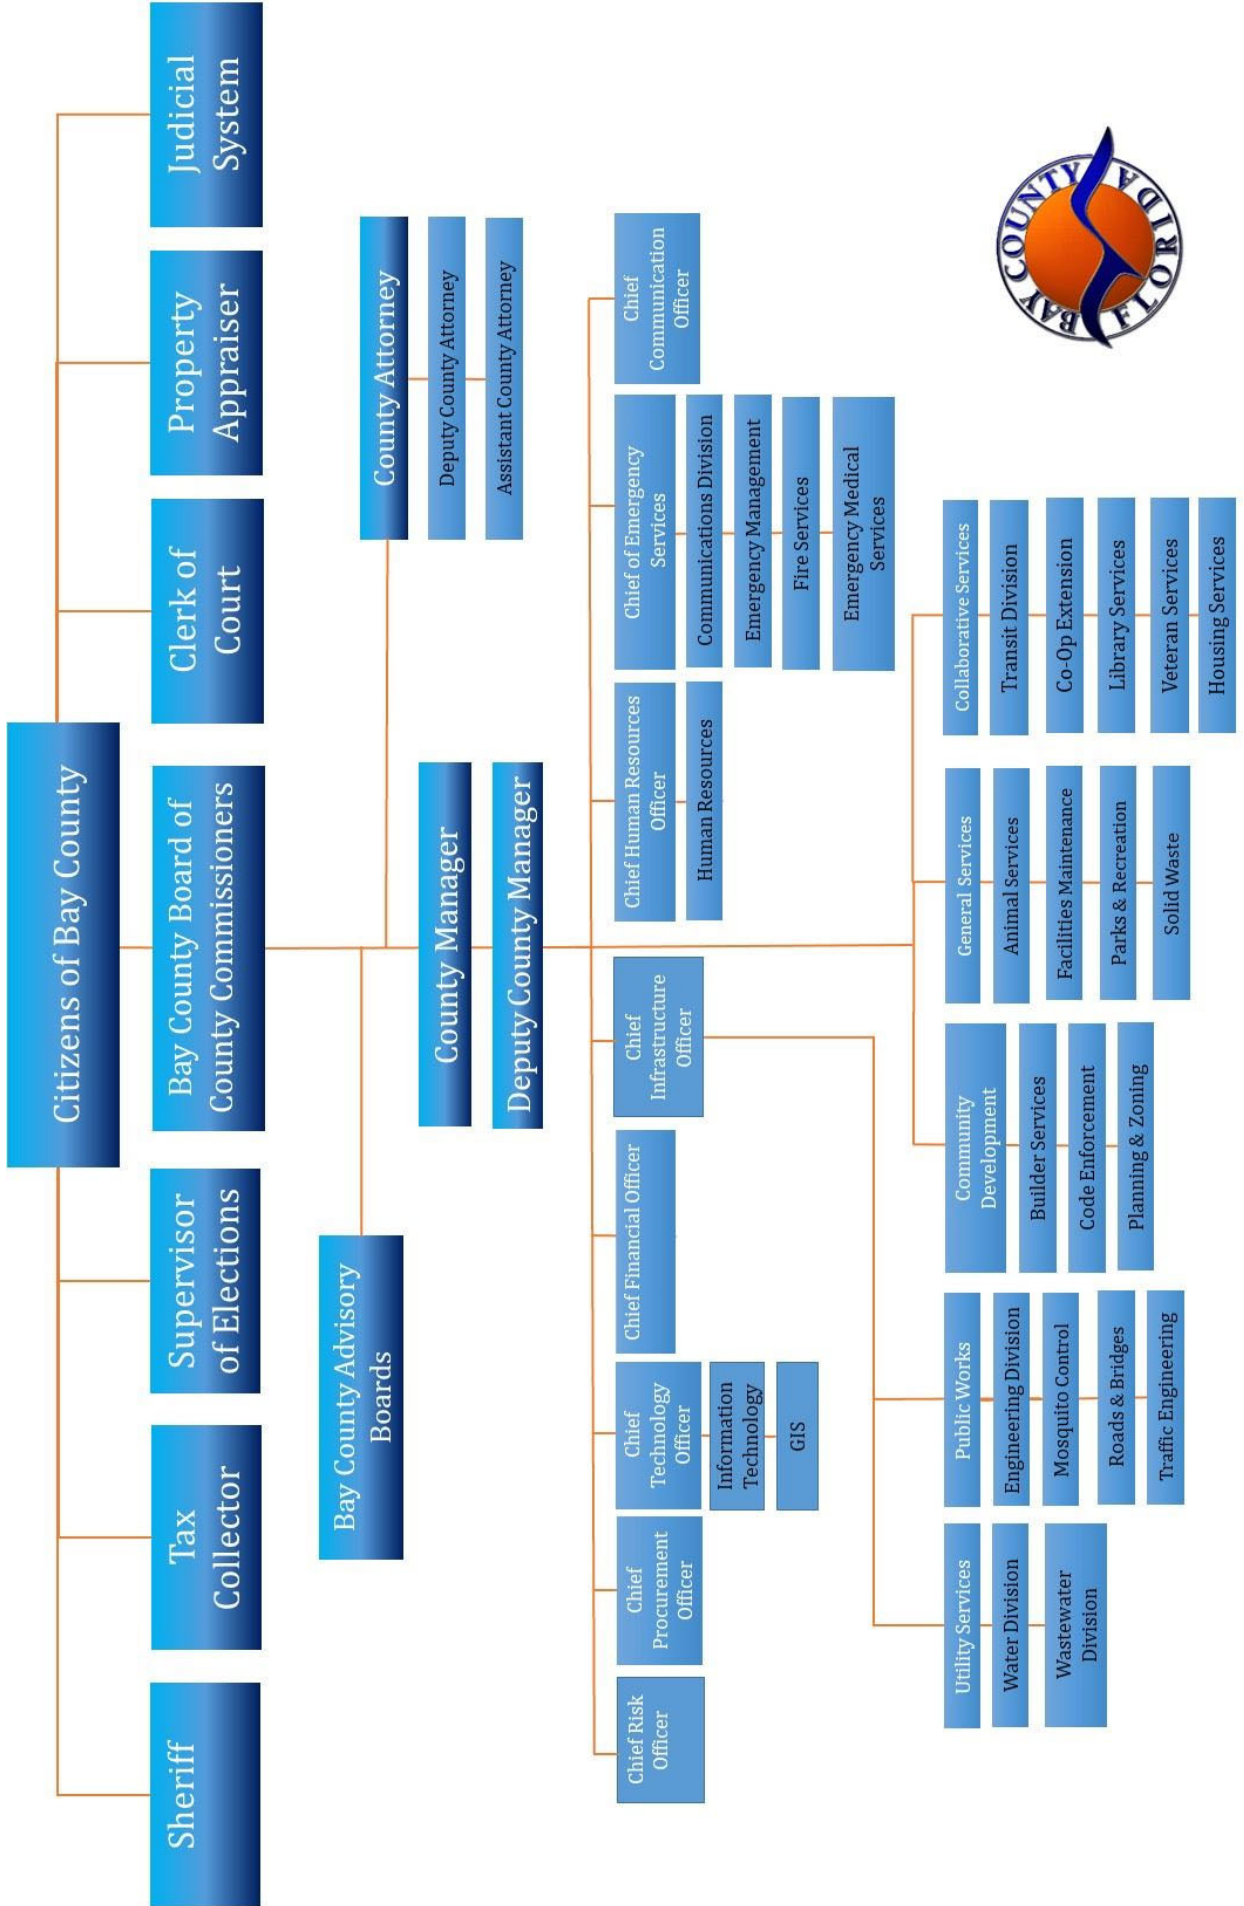 Citizens of Bay County
Sheriff
Tax
Collector
Supervisor
of Elections
Bay County Board of
County Commissioners
Clerk of
Court
Property
Appraiser
Judicial
System
Bay County Advisory
Boards
County Attorney
Deputy County Attorney
Assistant County Attorney
County Manager
Deputy County Manager
Chief Risk
Officer
Chief
Procurement
Officer
Chief
Technology
Officer
Information
Technology
GIS
Chief Financial Officer
Chief
Infrastructure
Officer
Chief Human Resources
Officer
Human Resources
Chief of Emergency
Services
Communications Division
Emergency Management
Fire Services
Emergency Medical
Services
Chief
Communication
Officer
Utility Services
Water Division
Wastewater
Division
Public Works
Engineering Division
Mosquito Control
Roads & Bridges
Traffic Engineering
Community
Development
Builder Services
Code Enforcement
Planning & Zoning
General Services
Animal Services
Facilities Maintenance
Parks & Recreation
Solid Waste
Collaborative Services
Transit Division
Co-Op Extension
Library Services
Veteran Services
Housing Services
BAY COUNTY
FLORIDA